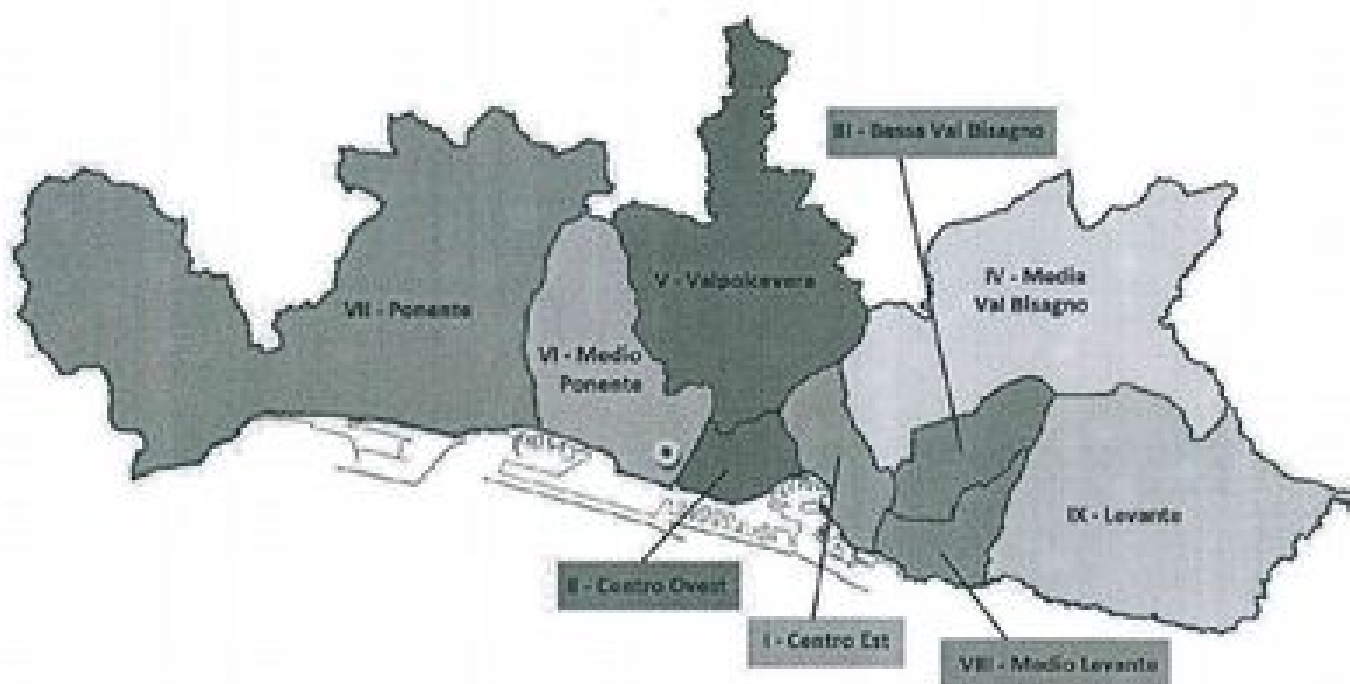 III - Bassa Val Bisagno
IV - Media
Val Bisagno
V - Valpolcevera
VII - Ponente
VI - Medio
Ponente
IX - Levante
II - Centro Ovest
I - Centro Est
VIII - Medio Levante